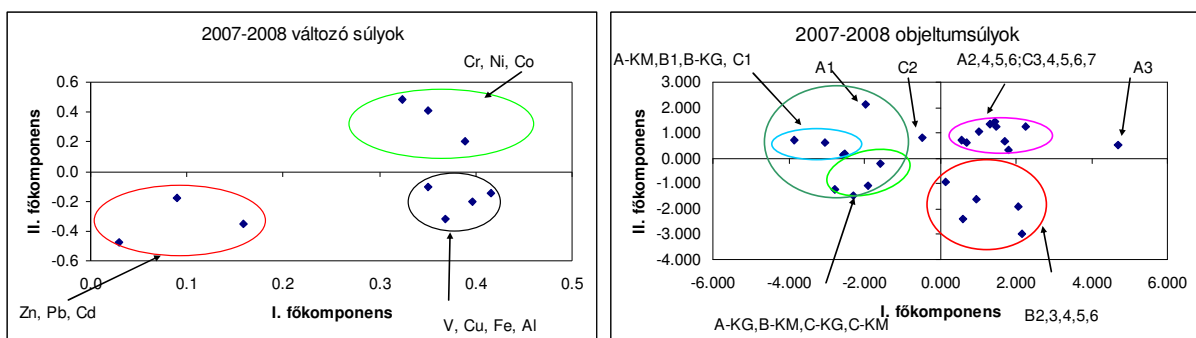 2007-2008 változó súlyok
Cr, Ni, Co
0.6
0.4
0.2
0.0
-0.2
-0.4
-0.6
II. főkomponens
0.0 0.1 0.2 0.3 0.4 0.5
Zn, Pb, Cd
I. főkomponens
V, Cu, Fe, Al
2007-2008 objeltumsúlyok
A-KM,B1,B-KG, C1
A1
C2
A2,4,5,6;C3,4,5,6,7
A3
3.000
2.000
1.000
0.000
-1.000
-2.000
-3.000
-4.000
II. főkomponens
-6.000 -4.000 -2.000 0.000 2.000 4.000 6.000
I. főkomponens
A-KG,B-KM,C-KG,C-KM
B2,3,4,5,6